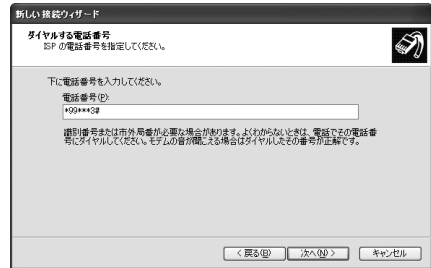 新しい接続ウィザード
ダイヤルする電話番号
ISP の電話番号を指定してください。
下に電話番号を入力してください。
電話番号(P):
*99***3#
識別番号または市外局番が必要な場合があります。よくわからないときは、電話でその電話番
号にダイヤルしてください。モデムの音が聞こえる場合はダイヤルしたその番号が正解です。
< 戻る(B)
次へ(N) >
キャンセル